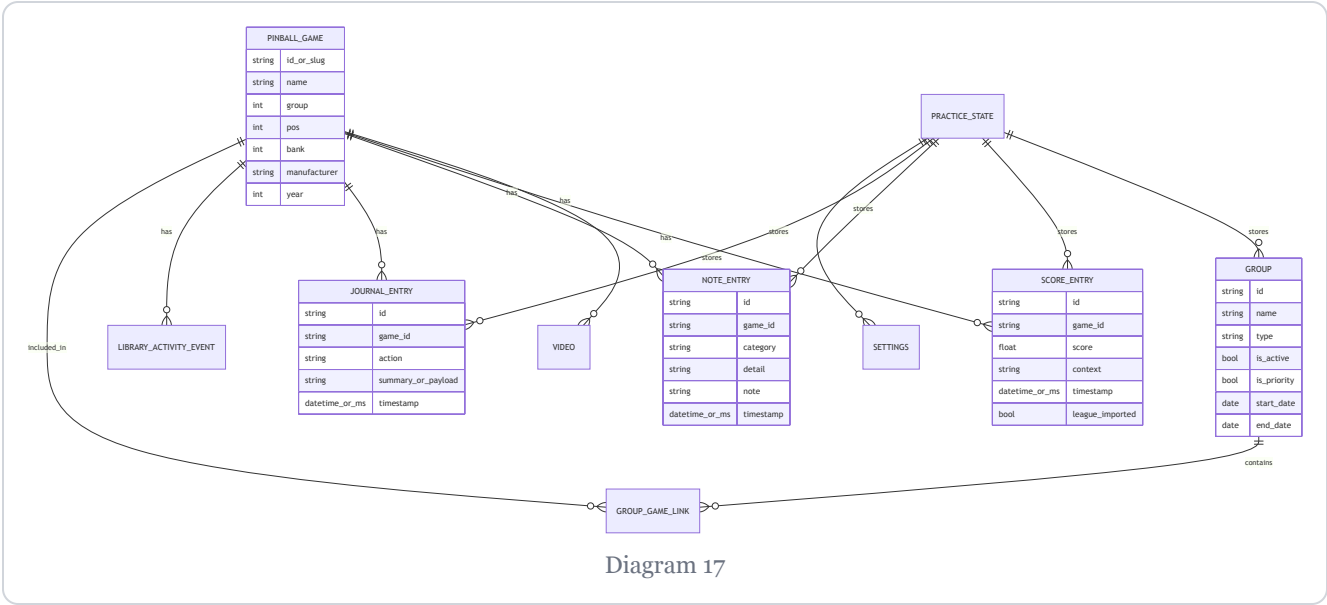 PINBALL_GAME
string id_or_slug
string name
int group
int pos
int bank
string manufacturer
int year
PRACTICE_STATE
has
has
has
has
has
stores
stores
stores
stores
stores
included_in
LIBRARY_ACTIVITY_EVENT
JOURNAL_ENTRY
string id
string game_id
string action
string summary_or_payload
datetime_or_ms timestamp
VIDEO
NOTE_ENTRY
string id
string game_id
string category
string detail
string note
datetime_or_ms timestamp
SETTINGS
SCORE_ENTRY
string id
string game_id
float score
string context
datetime_or_ms timestamp
bool league_imported
GROUP
string id
string name
string type
bool is_active
bool is_priority
date start_date
date end_date
contains
GROUP_GAME_LINK
Diagram 17